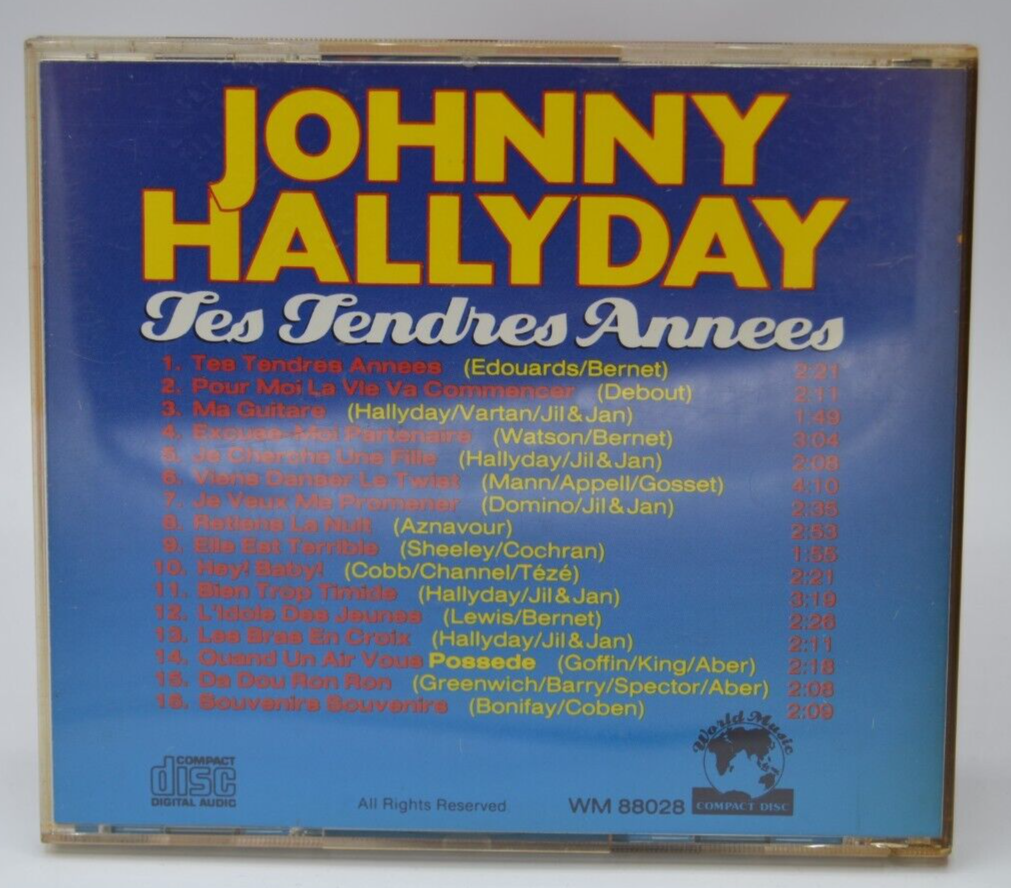 JOHNNY
HALLYDAY
Tes Tendres Annees
1. Tes Tendres Annees (Edouards/Bernet) 2:21
2. Pour Moi La Vie Va Commencer (Debout) 2:11
3. Ma Guitare (Hallyday/Vartan/Jil&Jan) 1:49
4. Excuse-Moi Partenaire (Watson/Bernet) 3:04
5. Je Cherche Une Fille (Hallyday/Jil&Jan) 2:08
6. Viens Danser Le Twist (Mann/Appell/Gosset) 4:10
7. Je Veux Me Promener (Domino/Jil&Jan) 2:35
8. Retiens La Nuit (Aznavour) 2:53
9. Elle Est Terrible (Sheeley/Cochran) 1:55
10. Hey! Baby! (Cobb/Channel/Tézé) 2:21
11. Bien Trop Timide (Hallyday/Jil&Jan) 3:19
12. L'Idole Des Jeunes (Lewis/Bernet) 2:26
13. Les Bras En Croix (Hallyday/Jil&Jan) 2:11
14. Quand Un Air Vous Possede (Goffin/King/Aber) 2:18
15. Da Dou Ron Ron (Greenwich/Barry/Spector/Aber) 2:08
16. Souvenirs Souvenirs (Bonifay/Coben) 2:09
COMPACT
disc
DIGITAL AUDIO
All Rights Reserved
WM 88028
World Music
COMPACT DISC